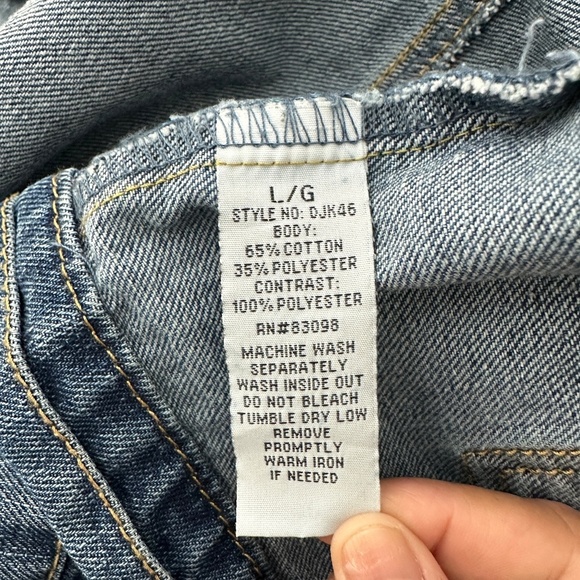 L/G
STYLE NO: DJK46
BODY:
65% COTTON
35% POLYESTER
CONTRAST:
100% POLYESTER
RN#83098
MACHINE WASH
SEPARATELY
WASH INSIDE OUT
DO NOT BLEACH
TUMBLE DRY LOW
REMOVE
PROMPTLY
WARM IRON
IF NEEDED